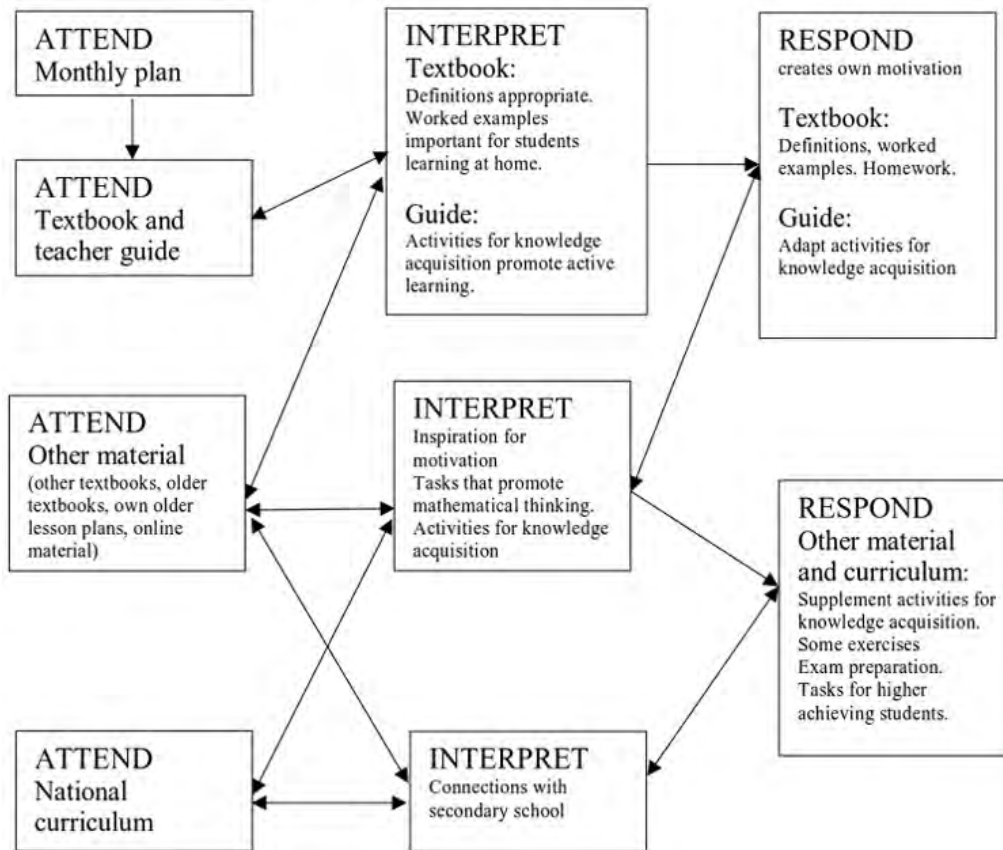 ATTEND
Monthly plan
ATTEND
Textbook and
teacher guide
INTERPRET
Textbook:
Definitions appropriate.
Worked examples
important for students
learning at home.
Guide:
Activities for knowledge
acquisition promote active
learning.
RESPOND
creates own motivation
Textbook:
Definitions, worked
examples. Homework.
Guide:
Adapt activities for
knowledge acquisition
ATTEND
Other material
(other textbooks, older
textbooks, own older
lesson plans, online
material)
INTERPRET
Inspiration for
motivation
Tasks that promote
mathematical thinking.
Activities for knowledge
acquisition
RESPOND
Other material
and curriculum:
Supplement activities for
knowledge acquisition.
Some exercises
Exam preparation.
Tasks for higher
achieving students.
ATTEND
National
curriculum
INTERPRET
Connections with
secondary school